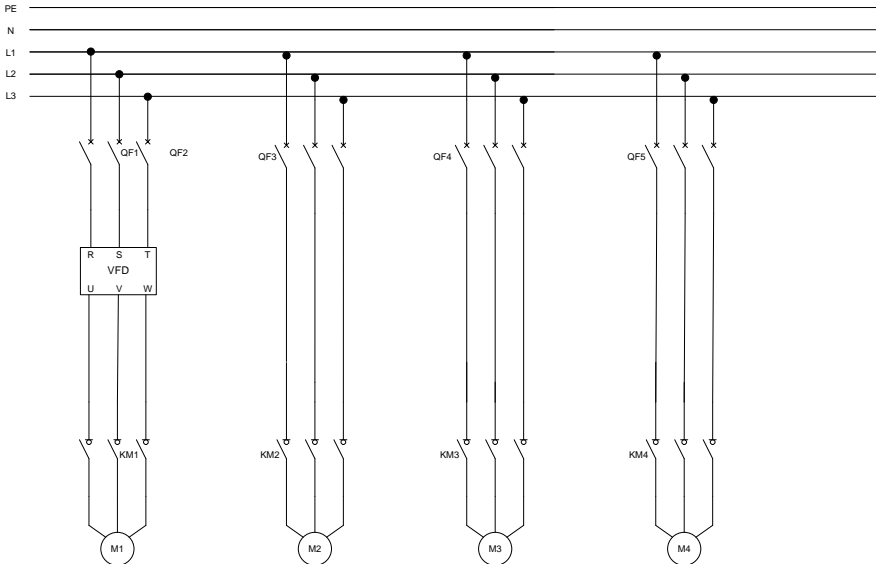 PE
N
L1
L2
L3
QF1 QF2 QF3 QF4 QF5
R S T
VFD
U V W
KM1 KM2 KM3 KM4
M1 M2 M3 M4